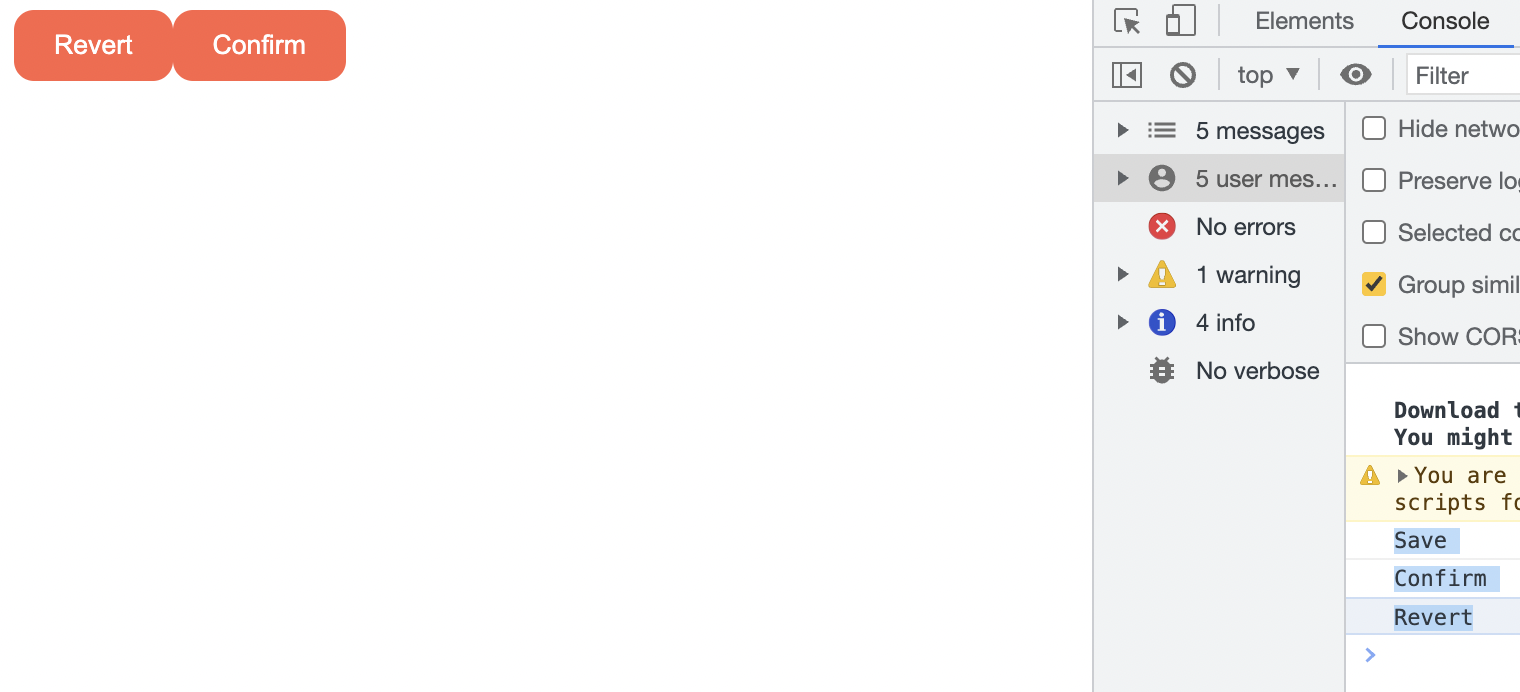 Revert Confirm
Elements Console
top Filter
5 messages
5 user mes...
No errors
1 warning
4 info
No verbose
Hide netwo
Preserve log
Selected co
Group simil
Show CORS
Download t
You might
You are
scripts fo
Save
Confirm
Revert